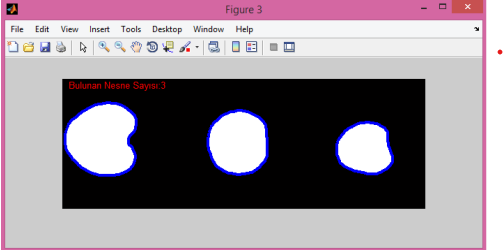 Figure 3
File Edit View Insert Tools Desktop Window Help
Bulunan Nesne Sayısı:3